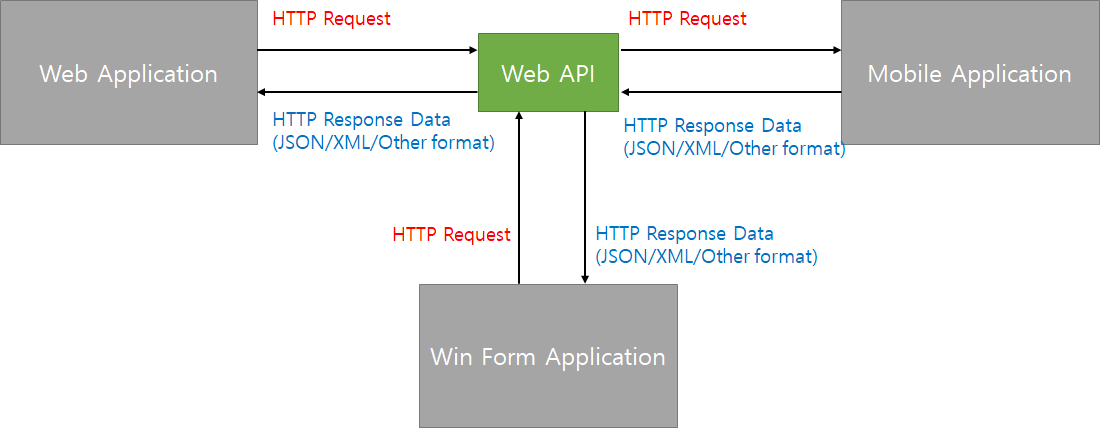 HTTP Request
HTTP Request
Web Application
Web API
Mobile Application
HTTP Response Data
(JSON/XML/Other format)
HTTP Response Data
(JSON/XML/Other format)
HTTP Request
HTTP Response Data
(JSON/XML/Other format)
Win Form Application